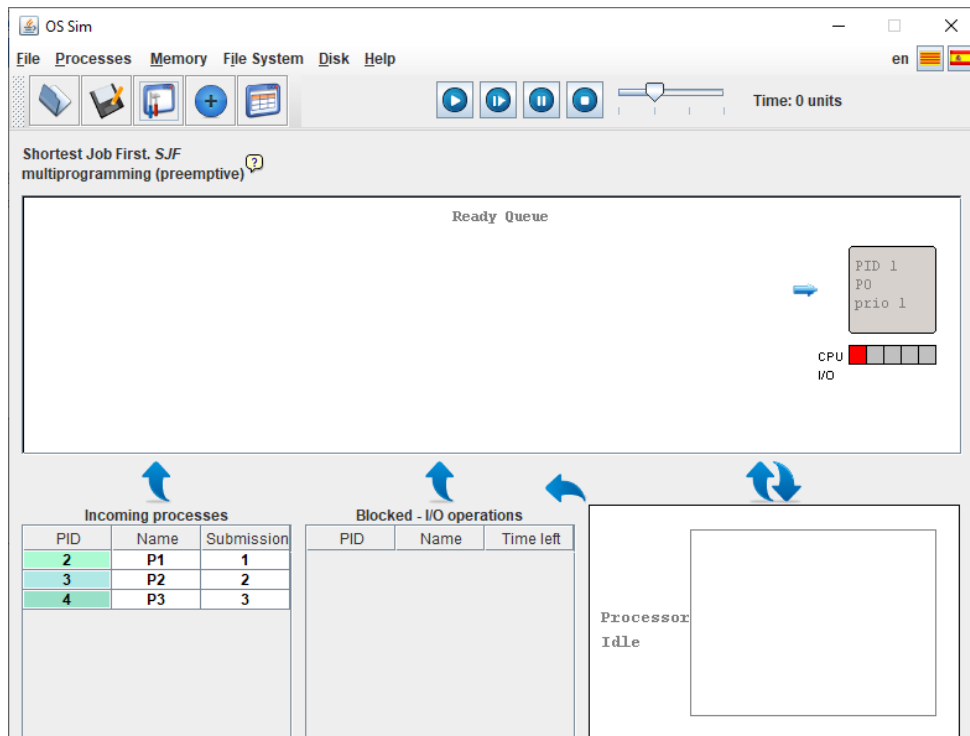 OS Sim
File Processes Memory File System Disk Help en
Time: 0 units
Shortest Job First. SJF
multiprogramming (preemptive) ?
Ready Queue
PID 1
P0
prio 1
CPU
I/O
Incoming processes
PID Name Submission
2 P1 1
3 P2 2
4 P3 3
Blocked - I/O operations
PID Name Time left
Processor
Idle